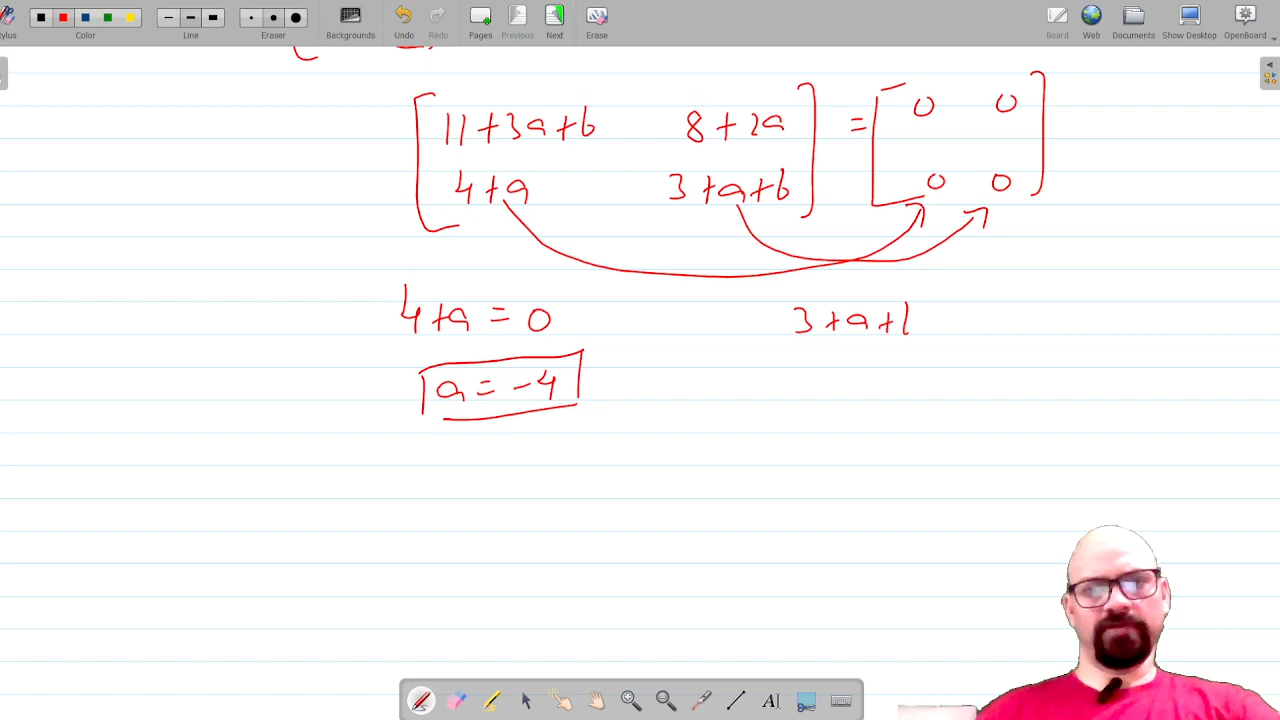 Stylus Color Line Eraser Backgrounds Undo Redo Pages Previous Next Erase Board Web Documents Show Desktop OpenBoard
[ 11+3a+b 8+2a ] = [ 0 0 ]
[ 4+a 3+a+b ] [ 0 0 ]
4+a = 0 3+a+
a = -4